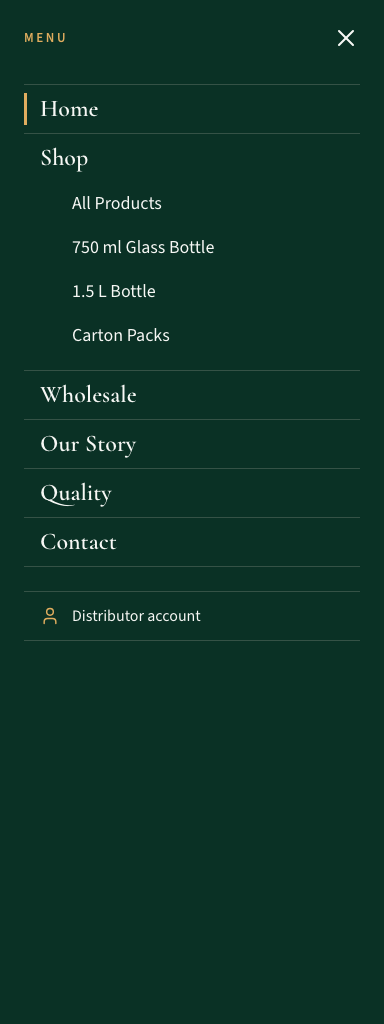 MENU
Home
Shop
All Products
750 ml Glass Bottle
1.5 L Bottle
Carton Packs
Wholesale
Our Story
Quality
Contact
Distributor account